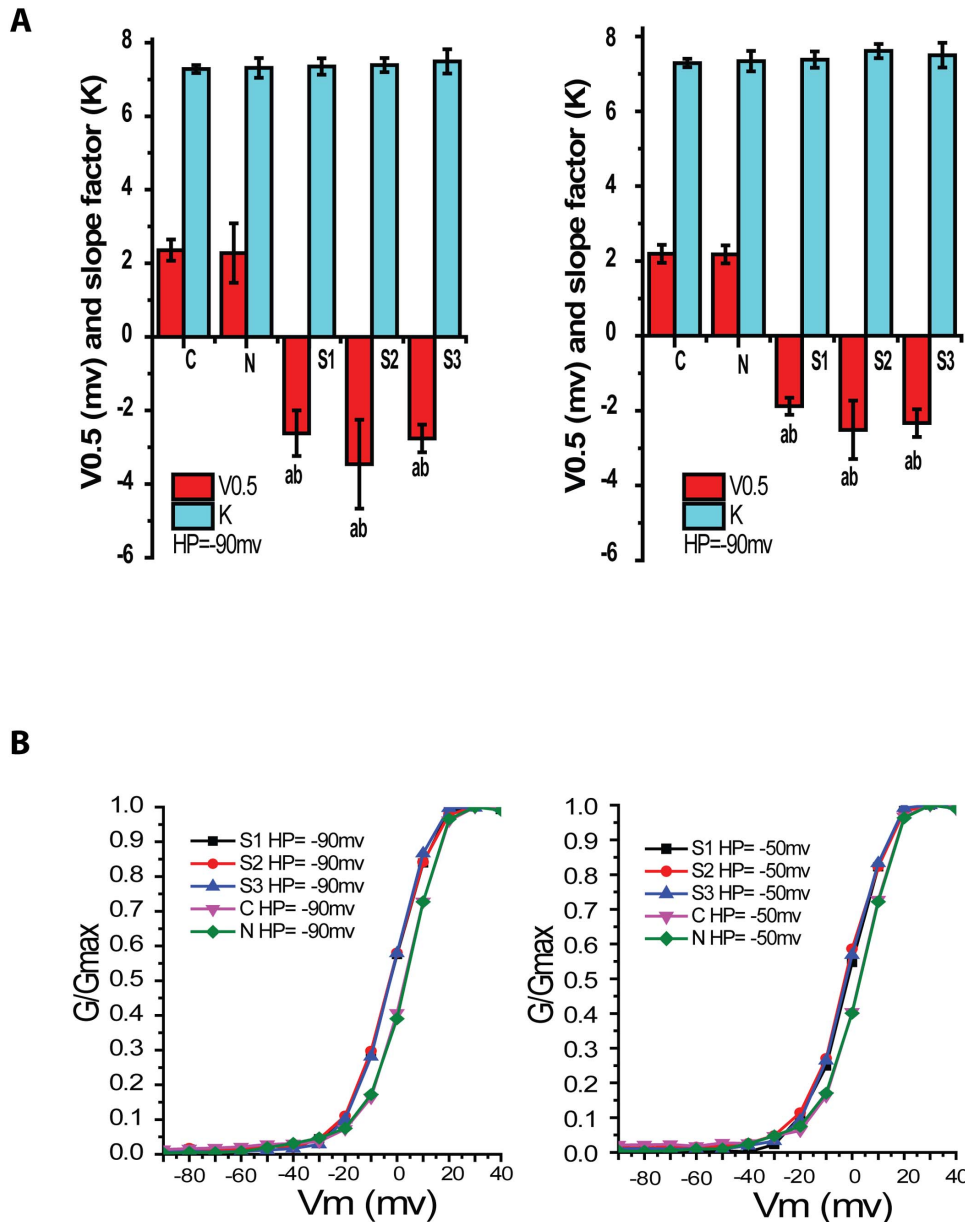 A
V0.5 (mv) and slope factor (K)
8
6
4
2
0
-2
-4
-6
C
N
S1
S2
S3
ab
ab
ab
V0.5
K
HP=-90mv
V0.5 (mv) and slope factor (K)
8
6
4
2
0
-2
-4
-6
C
N
S1
S2
S3
ab
ab
ab
V0.5
K
HP=-90mv
B
G/Gmax
1.0
0.9
0.8
0.7
0.6
0.5
0.4
0.3
0.2
0.1
0.0
S1 HP= -90mv
S2 HP= -90mv
S3 HP= -90mv
C HP= -90mv
N HP= -90mv
-80 -60 -40 -20 0 20 40
Vm (mv)
G/Gmax
1.0
0.9
0.8
0.7
0.6
0.5
0.4
0.3
0.2
0.1
0.0
S1 HP= -50mv
S2 HP= -50mv
S3 HP= -50mv
C HP= -50mv
N HP= -50mv
-80 -60 -40 -20 0 20 40
Vm (mv)